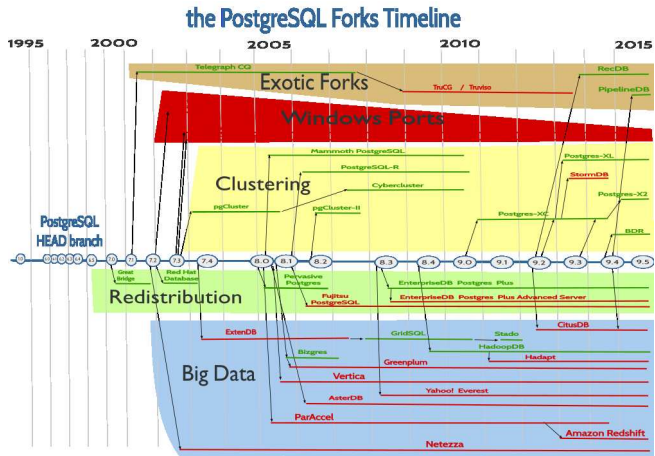 the PostgreSQL Forks Timeline
1995 2000 2005 2010 2015
Telegraph CQ
Exotic Forks
TruCG / Truviso
RecDB
PipelineDB
Windows Ports
Mammoth PostgreSQL
PostgreSQL-R
Clustering
Cybercluster
pgCluster
pgCluster-II
Postgres-XL
StormDB
Postgres-X2
Postgres-XC
BDR
PostgreSQL
HEAD branch
7.2 7.3 7.4 8.0 8.1 8.2 8.3 8.4 9.0 9.1 9.2 9.3 9.4 9.5
Great
Bridge
Red Hat
Database
Pervasive
Postgres
EnterpriseDB Postgres Plus
Redistribution
Fujitsu
PostgreSQL
EnterpriseDB Postgres Plus Advanced Server
CitusDB
ExtenDB
GridSQL
Stado
HadoopDB
Bizgres
Hadapt
Greenplum
Big Data
Vertica
Yahoo! Everest
AsterDB
ParAccel
Amazon Redshift
Netezza